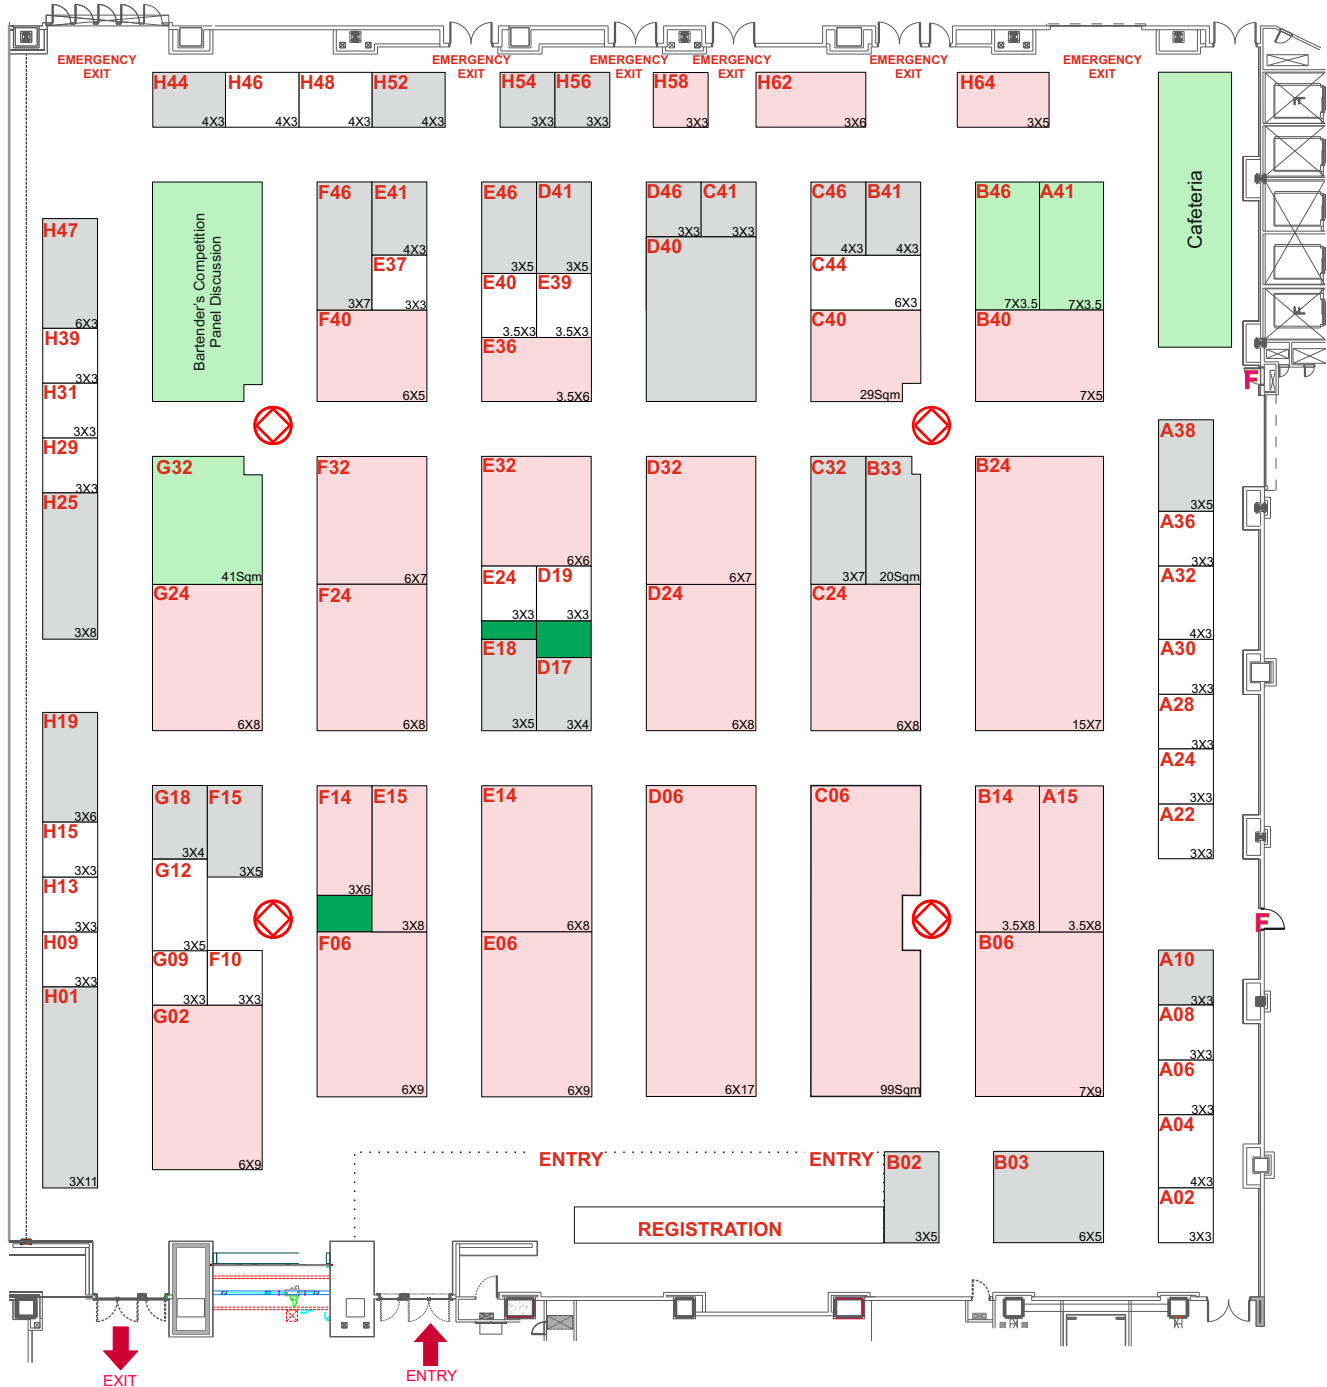 EMERGENCY
EXIT
EMERGENCY
EXIT
EMERGENCY
EXIT
EMERGENCY
EXIT
EMERGENCY
EXIT
EMERGENCY
EXIT
H44
4X3
H46
4X3
H48
4X3
H52
4X3
H54
3X3
H56
3X3
H58
3X3
H62
3X6
H64
3X5
Cafeteria
H47
6X3
H39
3X3
H31
3X3
H29
3X3
H25
3X8
Bartender's Competition
Panel Discussion
F46
3X7
E41
4X3
E37
3X3
F40
6X5
E46
3X5
D41
3X5
E40
3.5X3
E39
3.5X3
E36
3.5X6
D46
3X3
C41
3X3
D40
C46
4X3
B41
4X3
C44
6X3
C40
29Sqm
B46
7X3.5
A41
7X3.5
B40
7X5
F
G32
41Sqm
G24
6X8
F32
6X7
F24
6X8
E32
6X6
E24
3X3
D19
3X3
E18
3X5
D17
3X4
D32
6X7
D24
6X8
C32
3X7
B33
20Sqm
C24
6X8
B24
15X7
A38
3X5
A36
3X3
A32
4X3
A30
3X3
A28
3X3
A24
3X3
A22
3X3
H19
3X6
H15
3X3
H13
3X3
H09
3X3
H01
3X11
G18
3X4
F15
3X5
G12
3X5
G09
3X3
F10
3X3
G02
6X9
F14
3X6
E15
3X8
F06
6X9
E14
6X8
E06
6X9
D06
6X17
C06
99Sqm
B14
3.5X8
A15
3.5X8
B06
7X9
F
A10
3X3
A08
3X3
A06
3X3
A04
4X3
A02
3X3
ENTRY
ENTRY
B02
3X5
B03
6X5
REGISTRATION
EXIT
ENTRY